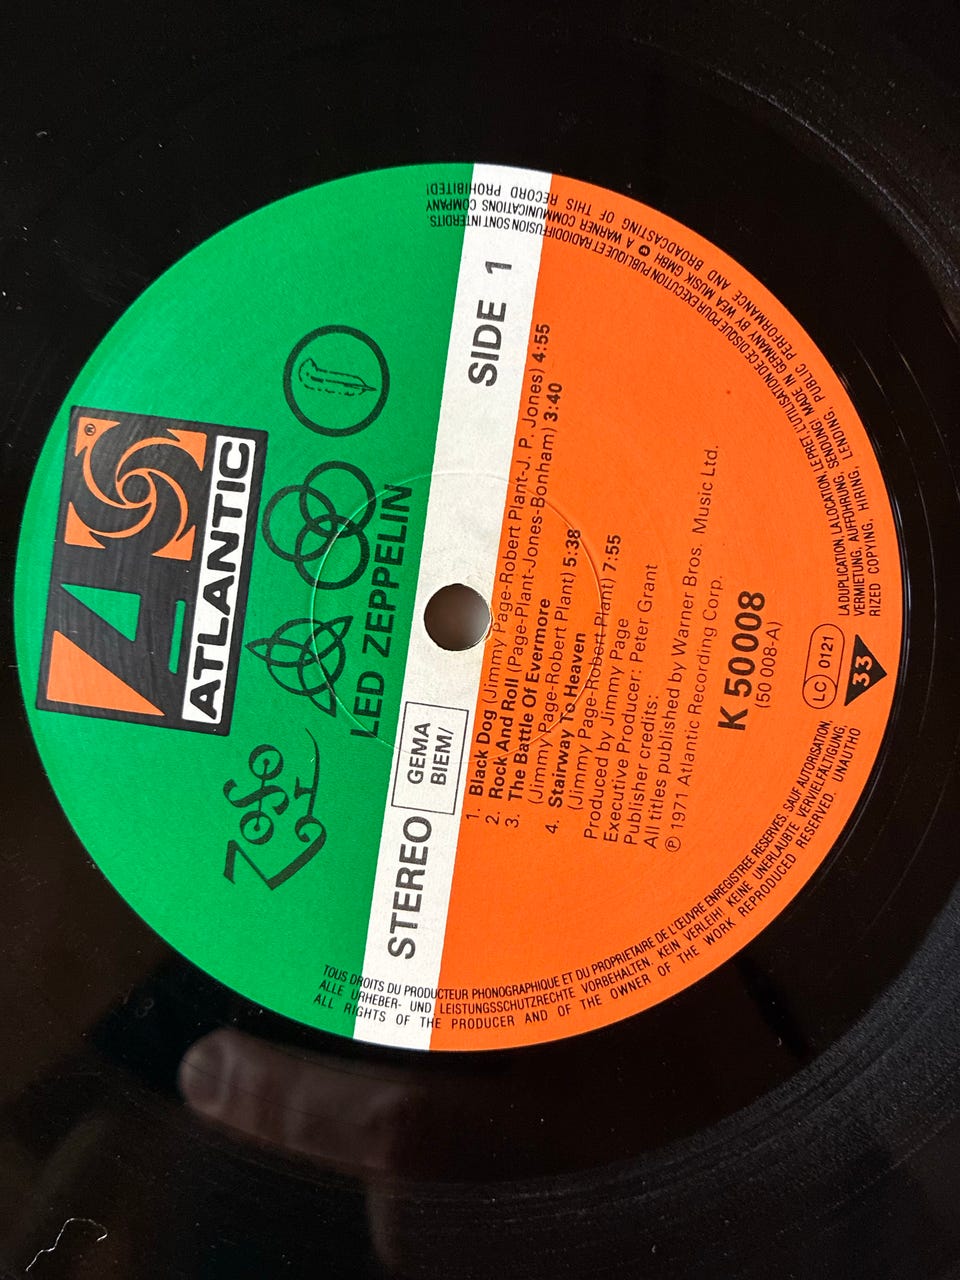 ATLANTIC
®
ZoSo
LED ZEPPELIN
STEREO
GEMA
BIEM/
SIDE 1
1. Black Dog (Jimmy Page-Robert Plant-J. P. Jones) 4:55
2. Rock And Roll (Page-Plant-Jones-Bonham) 3:40
3. The Battle Of Evermore
(Jimmy Page-Robert Plant) 5:38
4. Stairway To Heaven
(Jimmy Page-Robert Plant) 7:55
Produced by Jimmy Page
Executive Producer: Peter Grant
Publisher credits:
All titles published by Warner Bros. Music Ltd.
℗ 1971 Atlantic Recording Corp.
K 50 008
(50 008-A)
LC 0121
33
TOUS DROITS DU PRODUCTEUR PHONOGRAPHIQUE ET DU PROPRIETAIRE DE L'ŒUVRE ENREGISTREE RESERVES. SAUF AUTORISATION, LA DUPLICATION, LA LOCATION, LE PRET, L'UTILISATION DE CE DISQUE POUR EXECUTION PUBLIQUE ET RADIODIFFUSION SONT INTERDITS.
ALLE URHEBER- UND LEISTUNGSSCHUTZRECHTE VORBEHALTEN. KEIN VERLEIH! KEINE UNERLAUBTE VERVIELFÄLTIGUNG, VERMIETUNG, AUFFÜHRUNG, SENDUNG! MADE IN GERMANY BY WEA MUSIK GMBH A WARNER COMMUNICATIONS COMPANY
ALL RIGHTS OF THE PRODUCER AND OF THE OWNER OF THE WORK REPRODUCED RESERVED. UNAUTHORIZED COPYING, HIRING, LENDING, PUBLIC PERFORMANCE AND BROADCASTING OF THIS RECORD PROHIBITED!